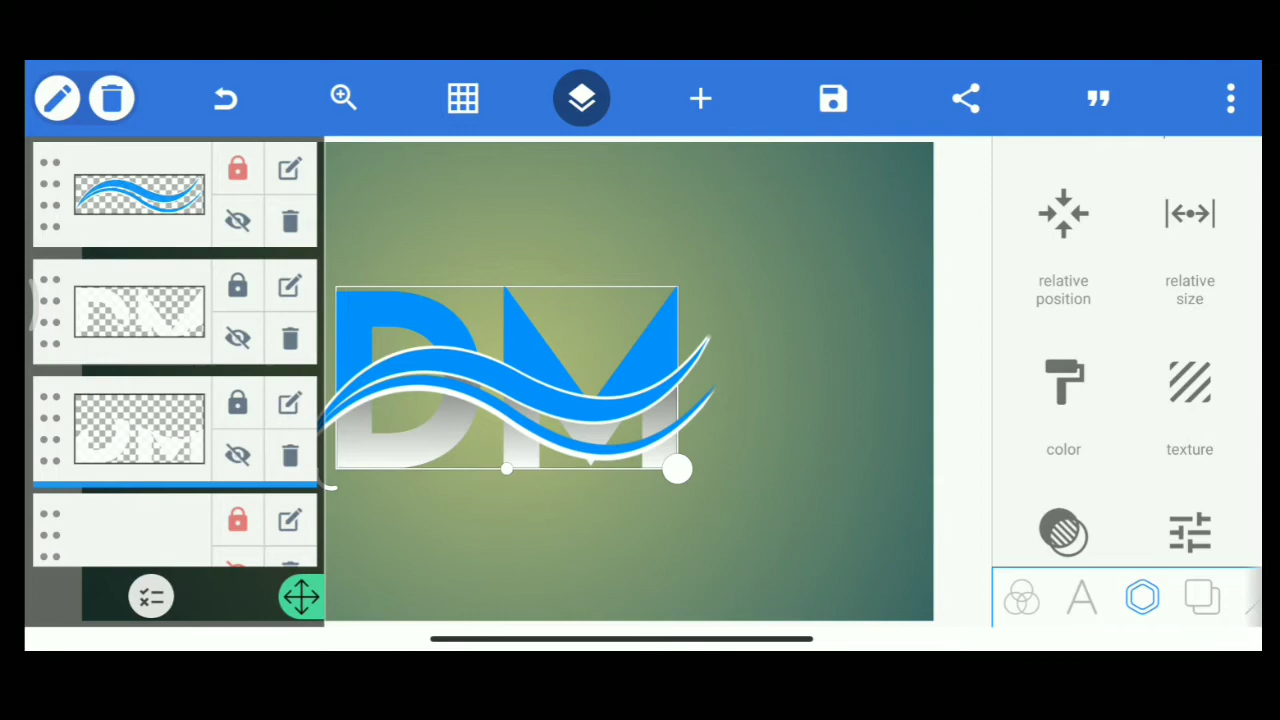 relative
position
relative
size
DM
color
texture